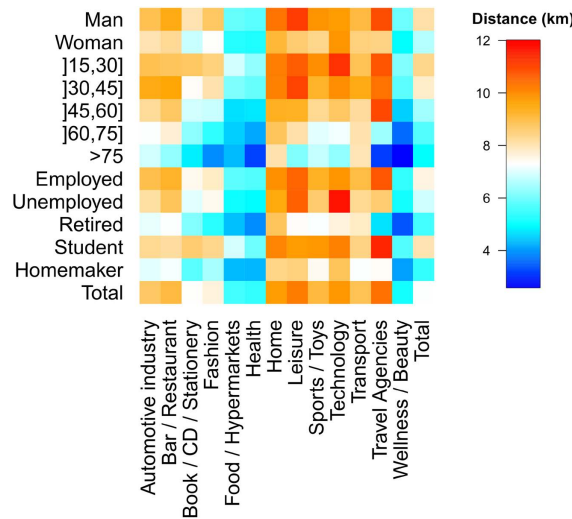 Distance (km)
12
10
8
6
4
Man
Woman
]15,30]
]30,45]
]45,60]
]60,75]
>75
Employed
Unemployed
Retired
Student
Homemaker
Total
Automotive industry
Bar / Restaurant
Book / CD / Stationery
Fashion
Food / Hypermarkets
Health
Home
Leisure
Sports / Toys
Technology
Transport
Travel Agencies
Wellness / Beauty
Total